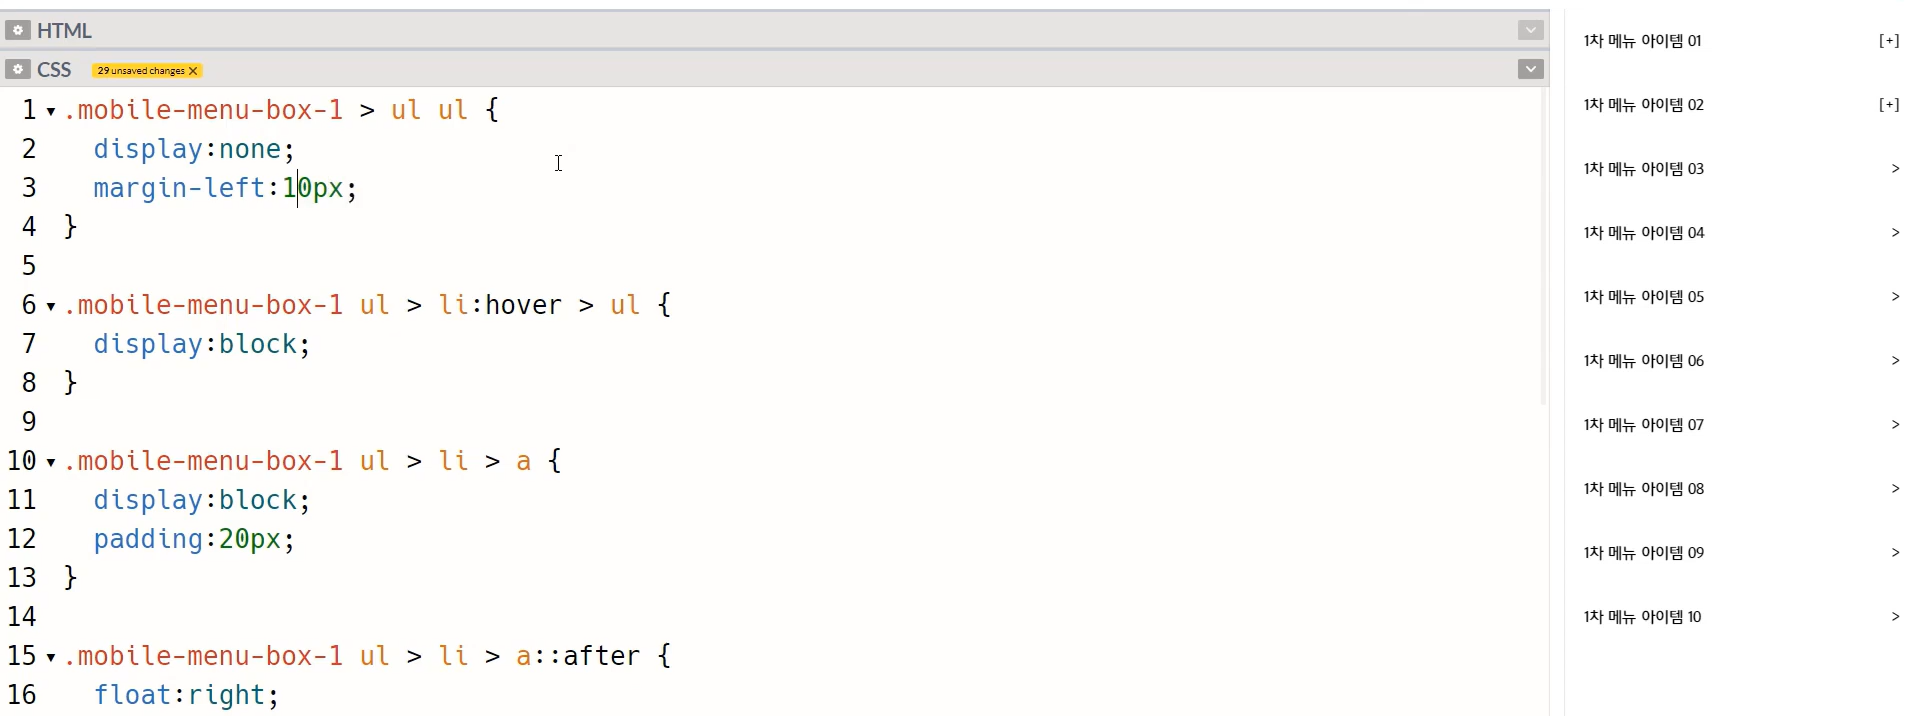 HTML
CSS 29 unsaved changes X
1 .mobile-menu-box-1 > ul ul {
2 display:none;
3 margin-left:10px;
4 }
5
6 .mobile-menu-box-1 ul > li:hover > ul {
7 display:block;
8 }
9
10 .mobile-menu-box-1 ul > li > a {
11 display:block;
12 padding:20px;
13 }
14
15 .mobile-menu-box-1 ul > li > a::after {
16 float:right;
1차 메뉴 아이템 01 [+]
1차 메뉴 아이템 02 [+]
1차 메뉴 아이템 03 >
1차 메뉴 아이템 04 >
1차 메뉴 아이템 05 >
1차 메뉴 아이템 06 >
1차 메뉴 아이템 07 >
1차 메뉴 아이템 08 >
1차 메뉴 아이템 09 >
1차 메뉴 아이템 10 >